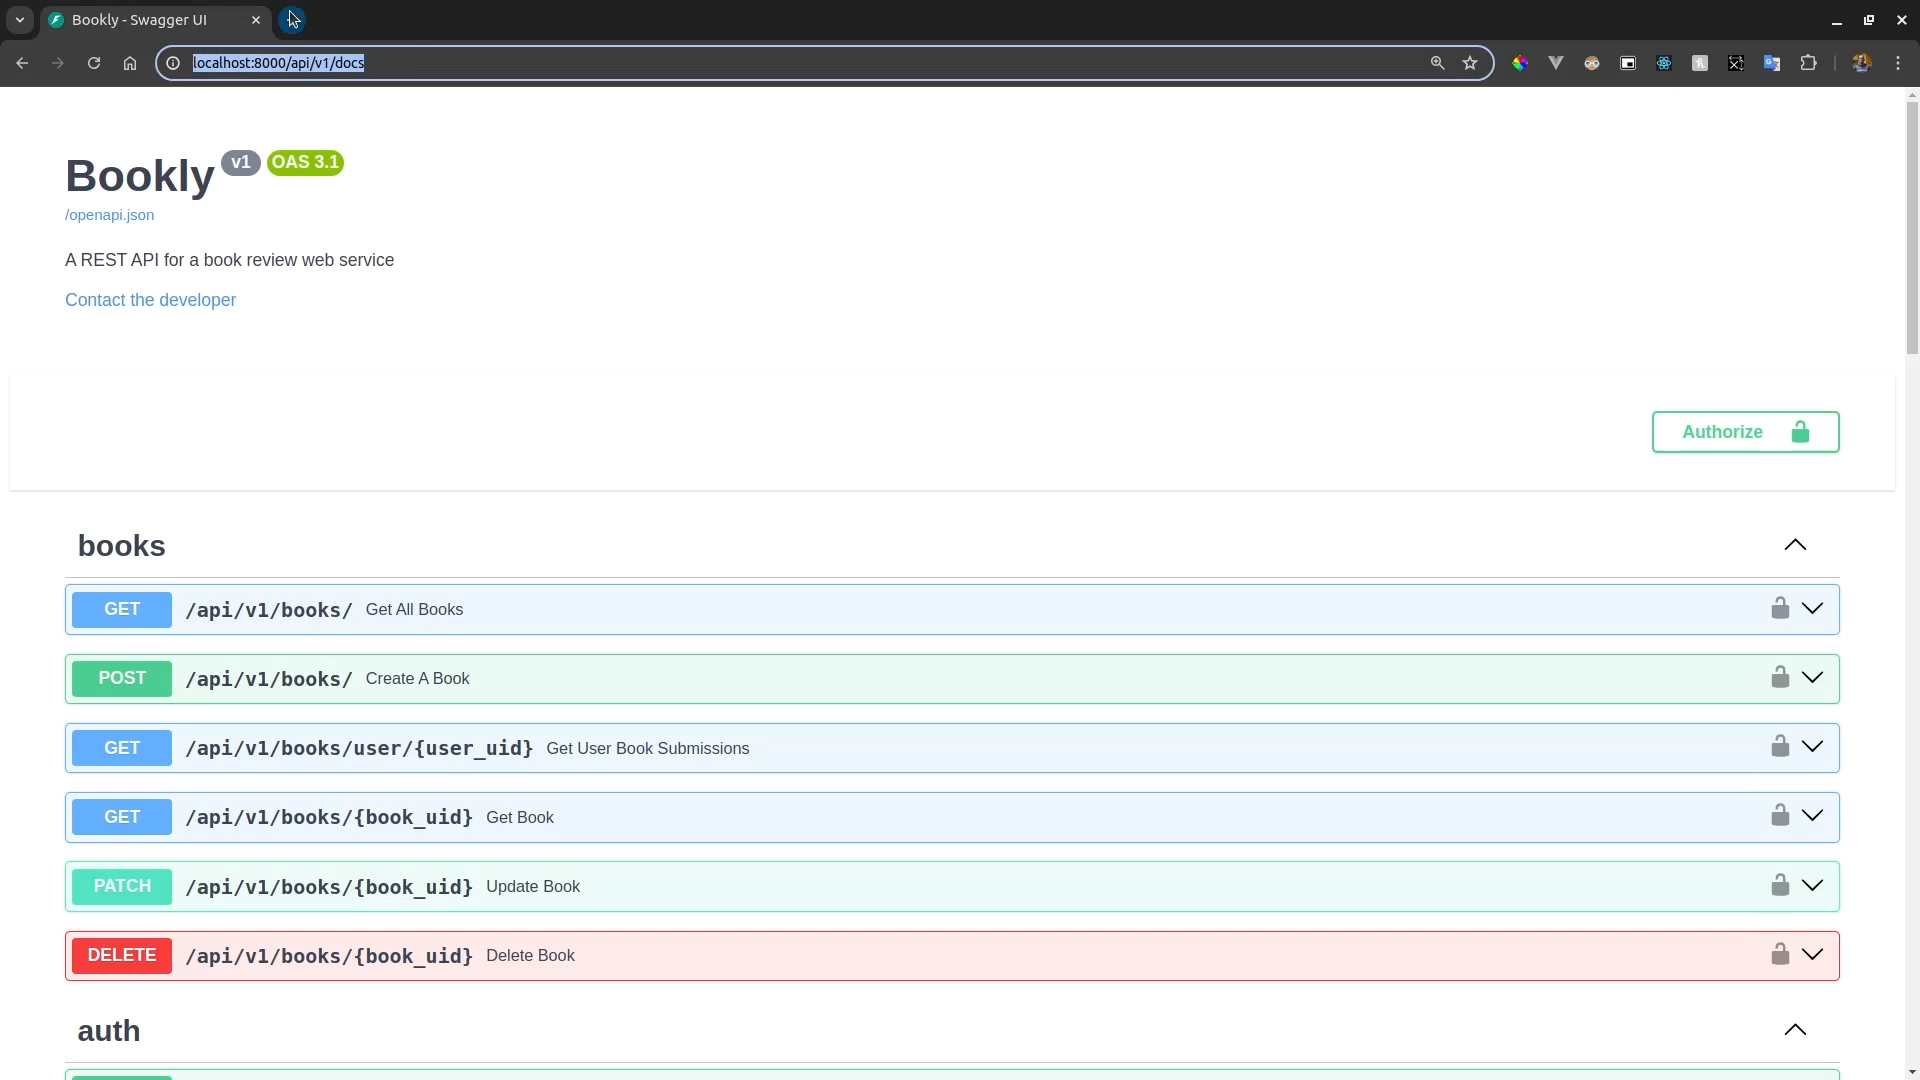 Bookly - Swagger UI
localhost:8000/api/v1/docs
Bookly v1 OAS 3.1
/openapi.json
A REST API for a book review web service
Contact the developer
Authorize
books
GET /api/v1/books/ Get All Books
POST /api/v1/books/ Create A Book
GET /api/v1/books/user/{user_uid} Get User Book Submissions
GET /api/v1/books/{book_uid} Get Book
PATCH /api/v1/books/{book_uid} Update Book
DELETE /api/v1/books/{book_uid} Delete Book
auth